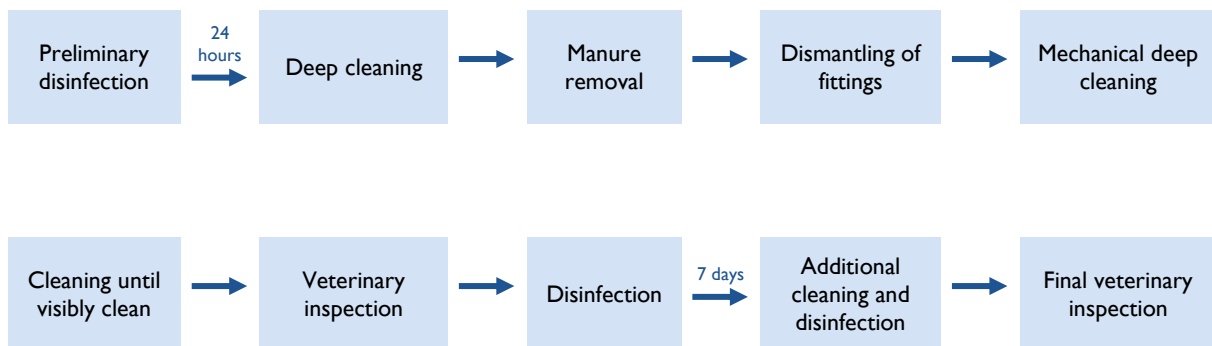 Preliminary
disinfection
24
hours
Deep cleaning
Manure
removal
Dismantling of
fittings
Mechanical deep
cleaning
Cleaning until
visibly clean
Veterinary
inspection
Disinfection
7 days
Additional
cleaning and
disinfection
Final veterinary
inspection